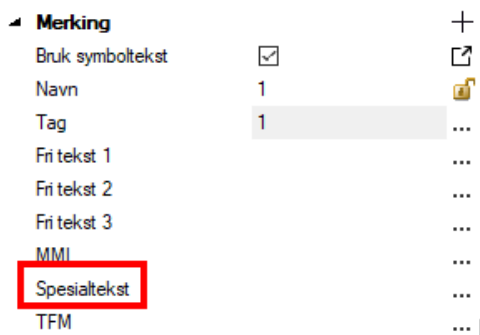 Merking
Bruk symboltekst
Navn 1
Tag 1 ...
Fri tekst 1 ...
Fri tekst 2 ...
Fri tekst 3 ...
MMI ...
Spesialtekst ...
TFM ...